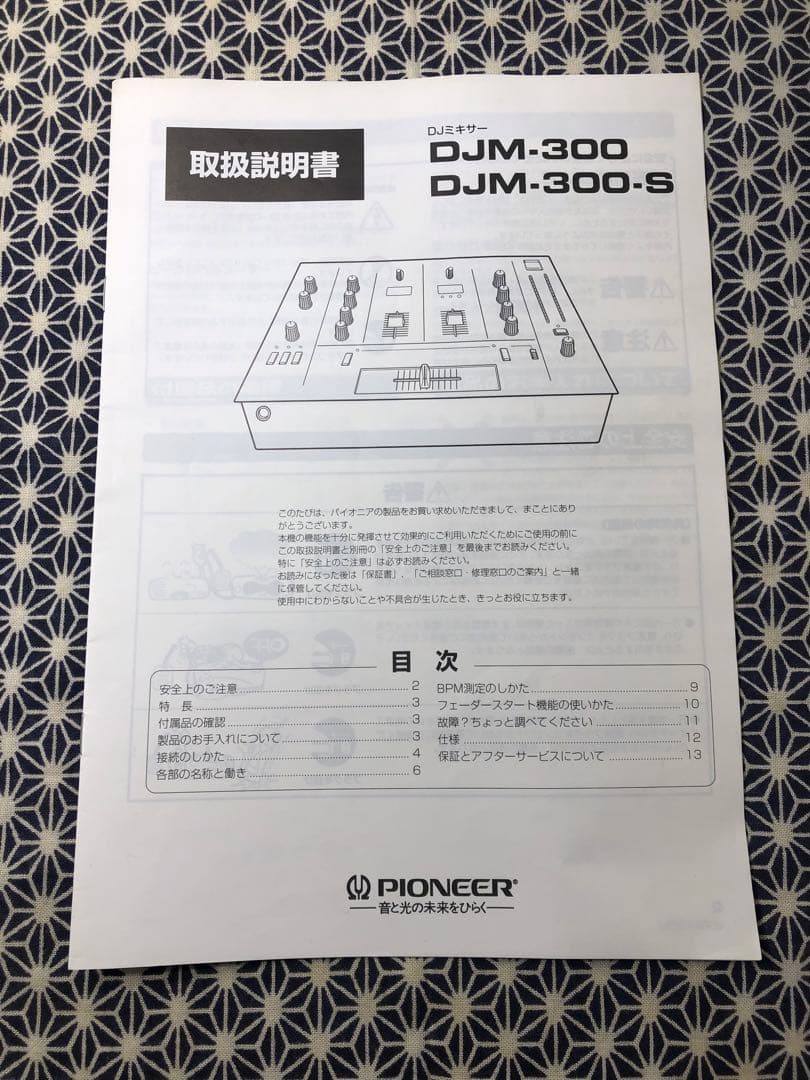 取扱説明書
DJミキサー
DJM-300
DJM-300-S
このたびは、パイオニアの製品をお買い求めいただきまして、まことにあり
がとうございます。
本機の機能を十分に発揮させて効果的にご利用いただくためにご使用の前に
この取扱説明書と別冊の「安全上のご注意」を最後までお読みください。
特に「安全上のご注意」は必ずお読みください。
お読みになった後は「保証書」、「ご相談窓口・修理窓口のご案内」と一緒
に保管してください。
使用中にわからないことや不具合が生じたとき、きっとお役に立ちます。
目 次
安全上のご注意 2
特 長 3
付属品の確認 3
製品のお手入れについて 3
接続のしかた 4
各部の名称と働き 6
BPM測定のしかた 9
フェーダースタート機能の使いかた 10
故障？ちょっと調べてください 11
仕様 12
保証とアフターサービスについて 13
PIONEER®
音と光の未来をひらく